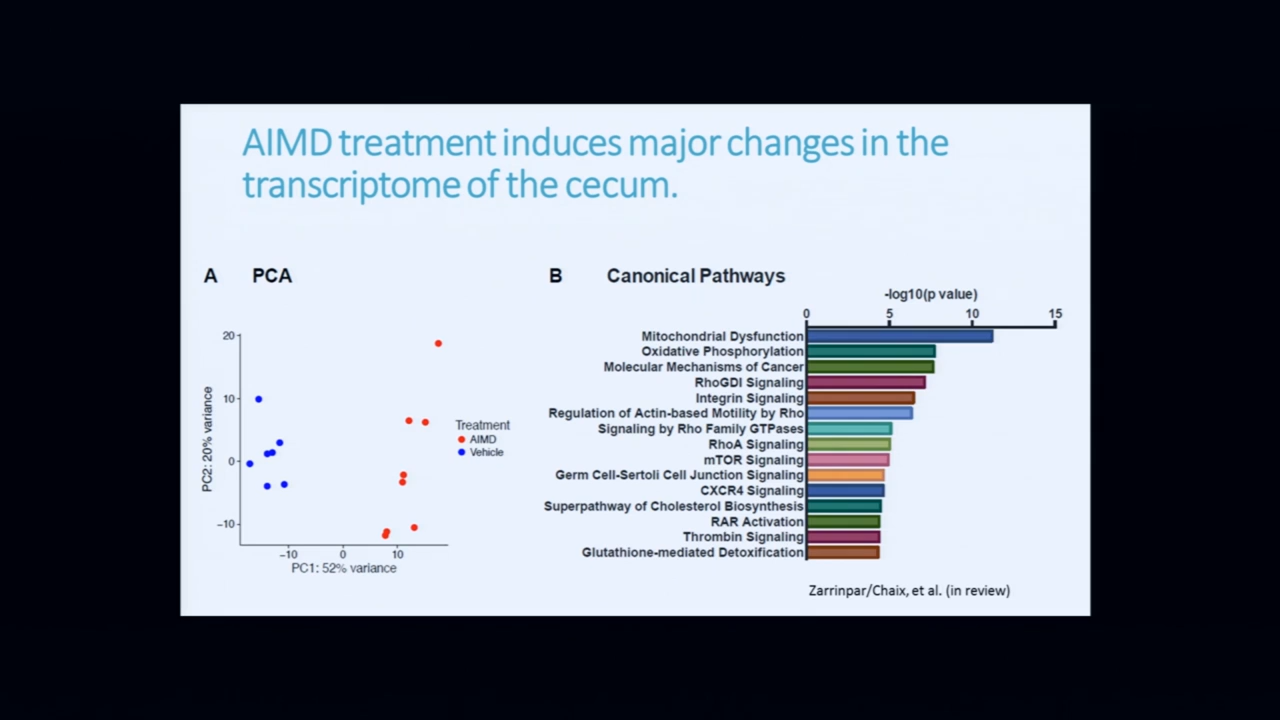 AIMD treatment induces major changes in the
transcriptome of the cecum.
A PCA
20
10
0
−10
PC2: 20% variance
−10 0 10
PC1: 52% variance
Treatment
AIMD
Vehicle
B Canonical Pathways
-log10(p value)
0 5 10 15
Mitochondrial Dysfunction
Oxidative Phosphorylation
Molecular Mechanisms of Cancer
RhoGDI Signaling
Integrin Signaling
Regulation of Actin-based Motility by Rho
Signaling by Rho Family GTPases
RhoA Signaling
mTOR Signaling
Germ Cell-Sertoli Cell Junction Signaling
CXCR4 Signaling
Superpathway of Cholesterol Biosynthesis
RAR Activation
Thrombin Signaling
Glutathione-mediated Detoxification
Zarrinpar/Chaix, et al. (in review)